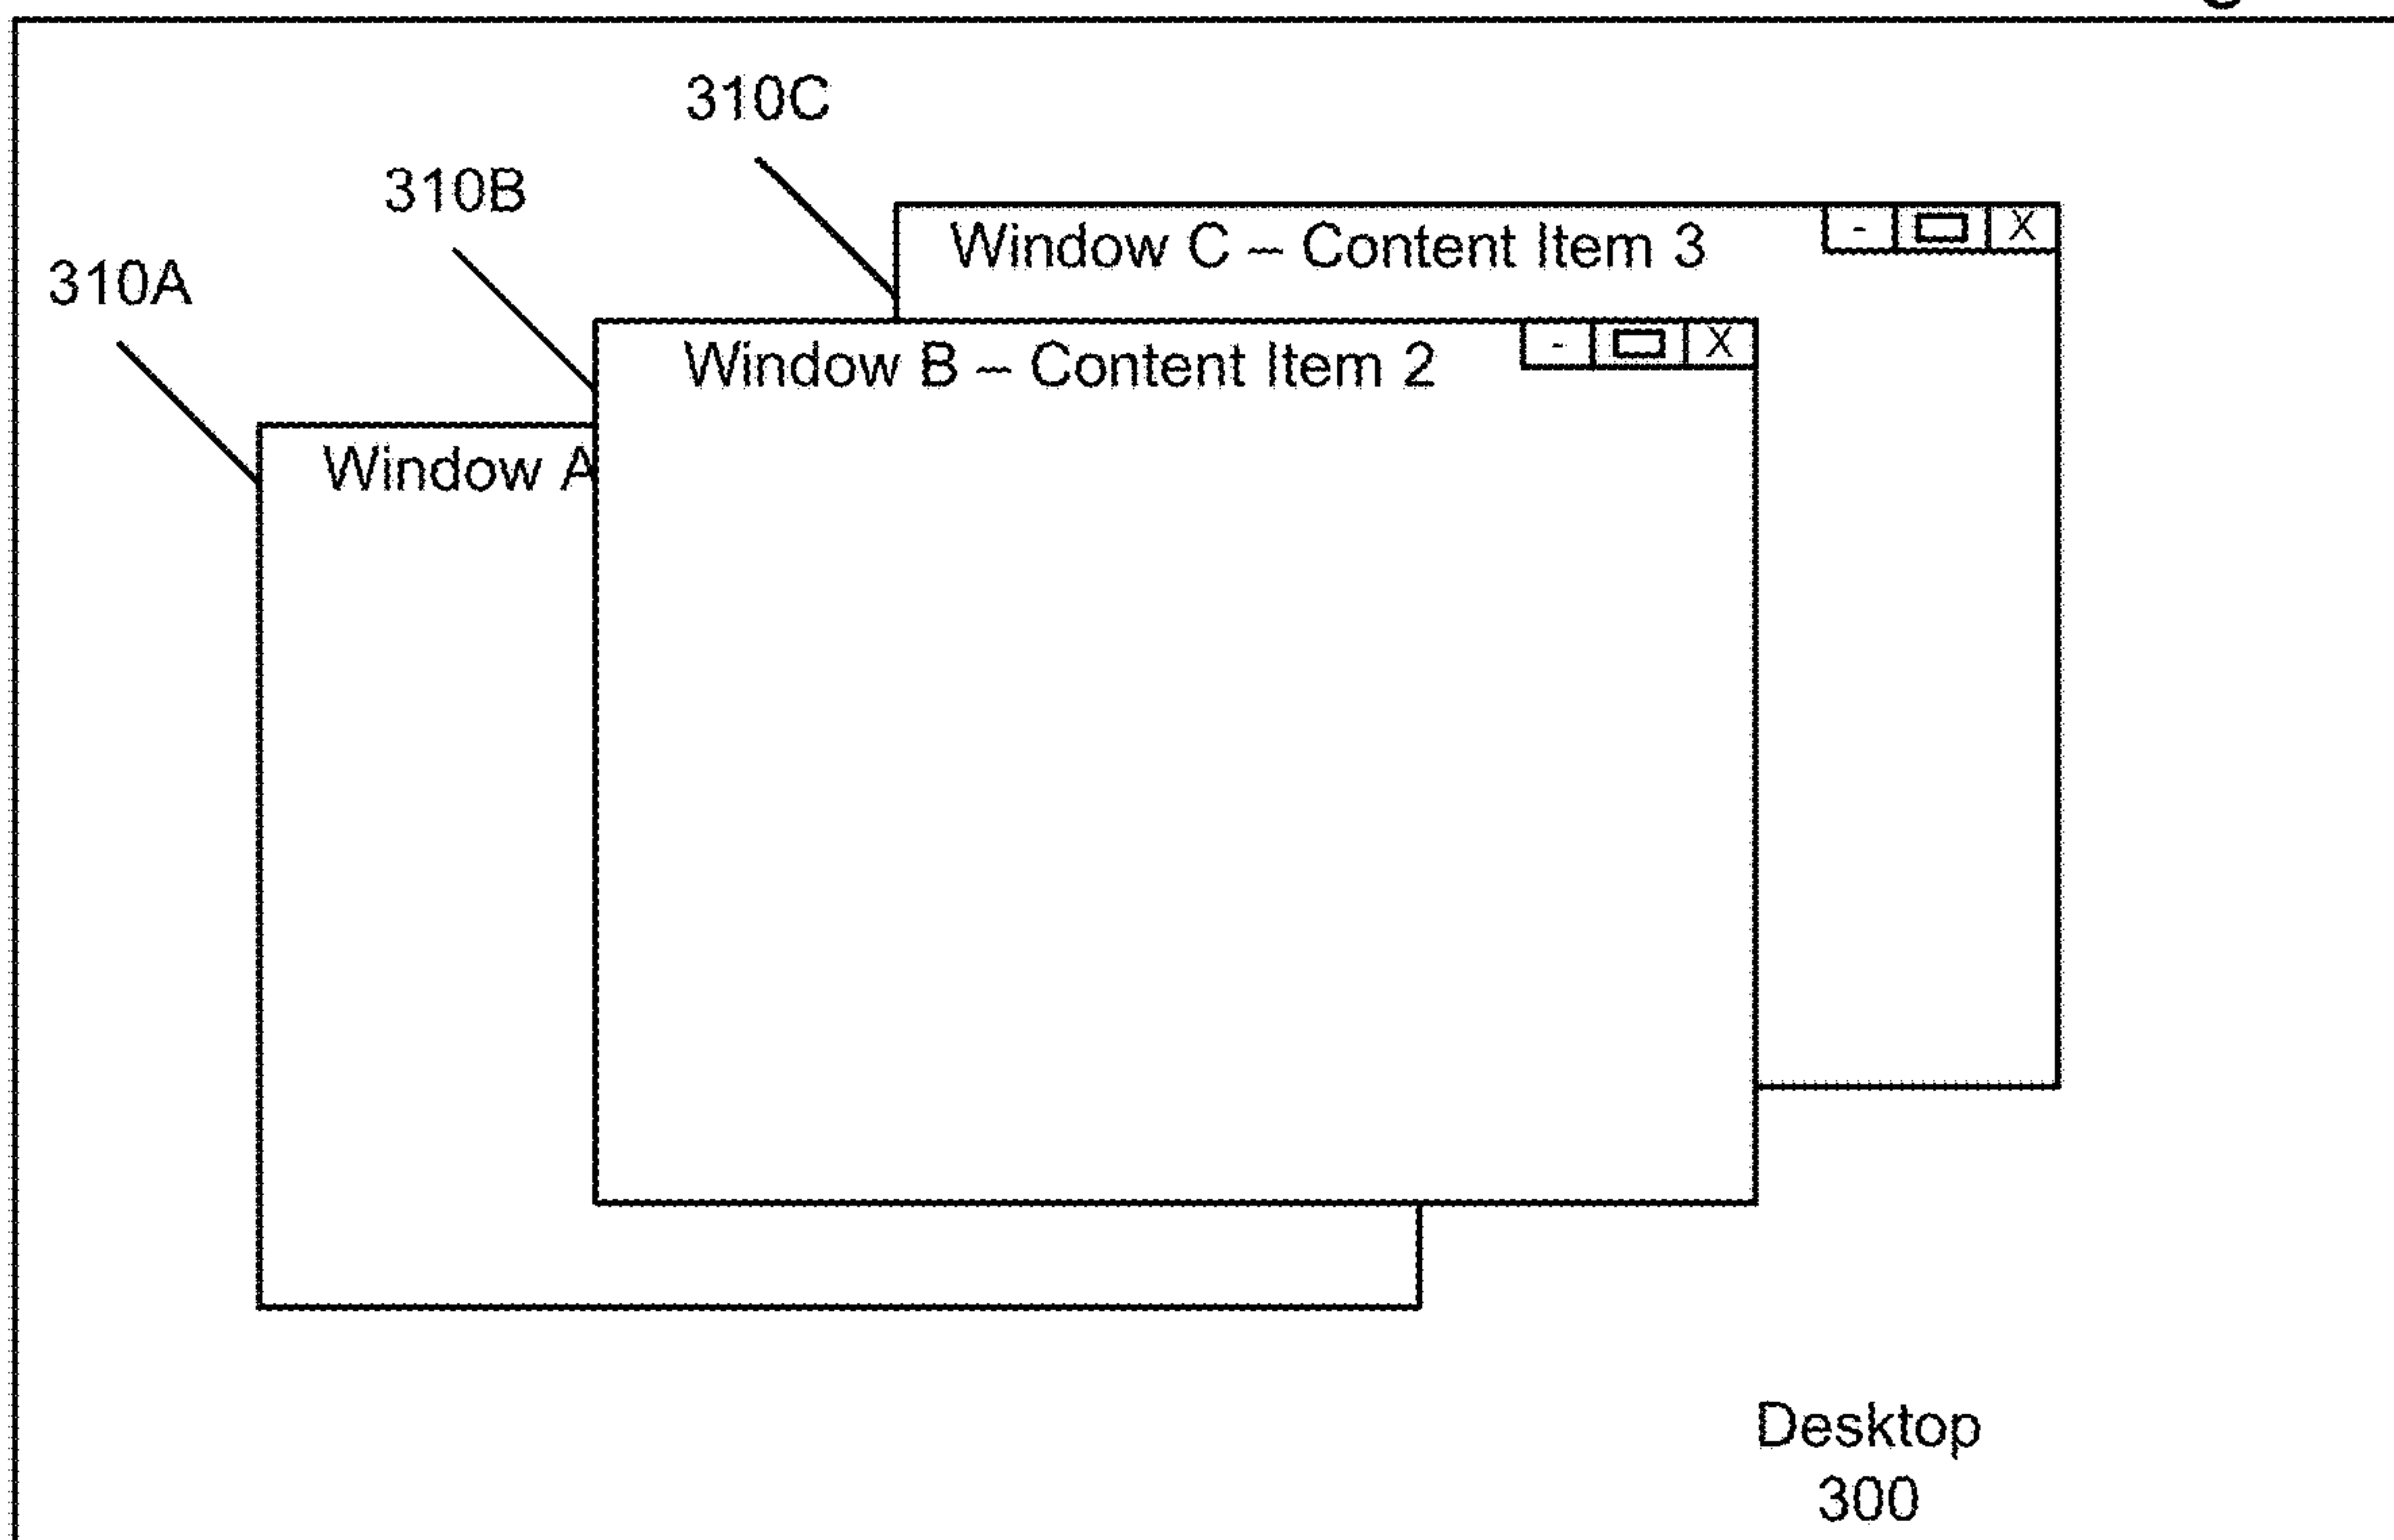 310C
310B
310A
Window C – Content Item 3
- X
Window B – Content Item 2
- X
Window A
Desktop
300